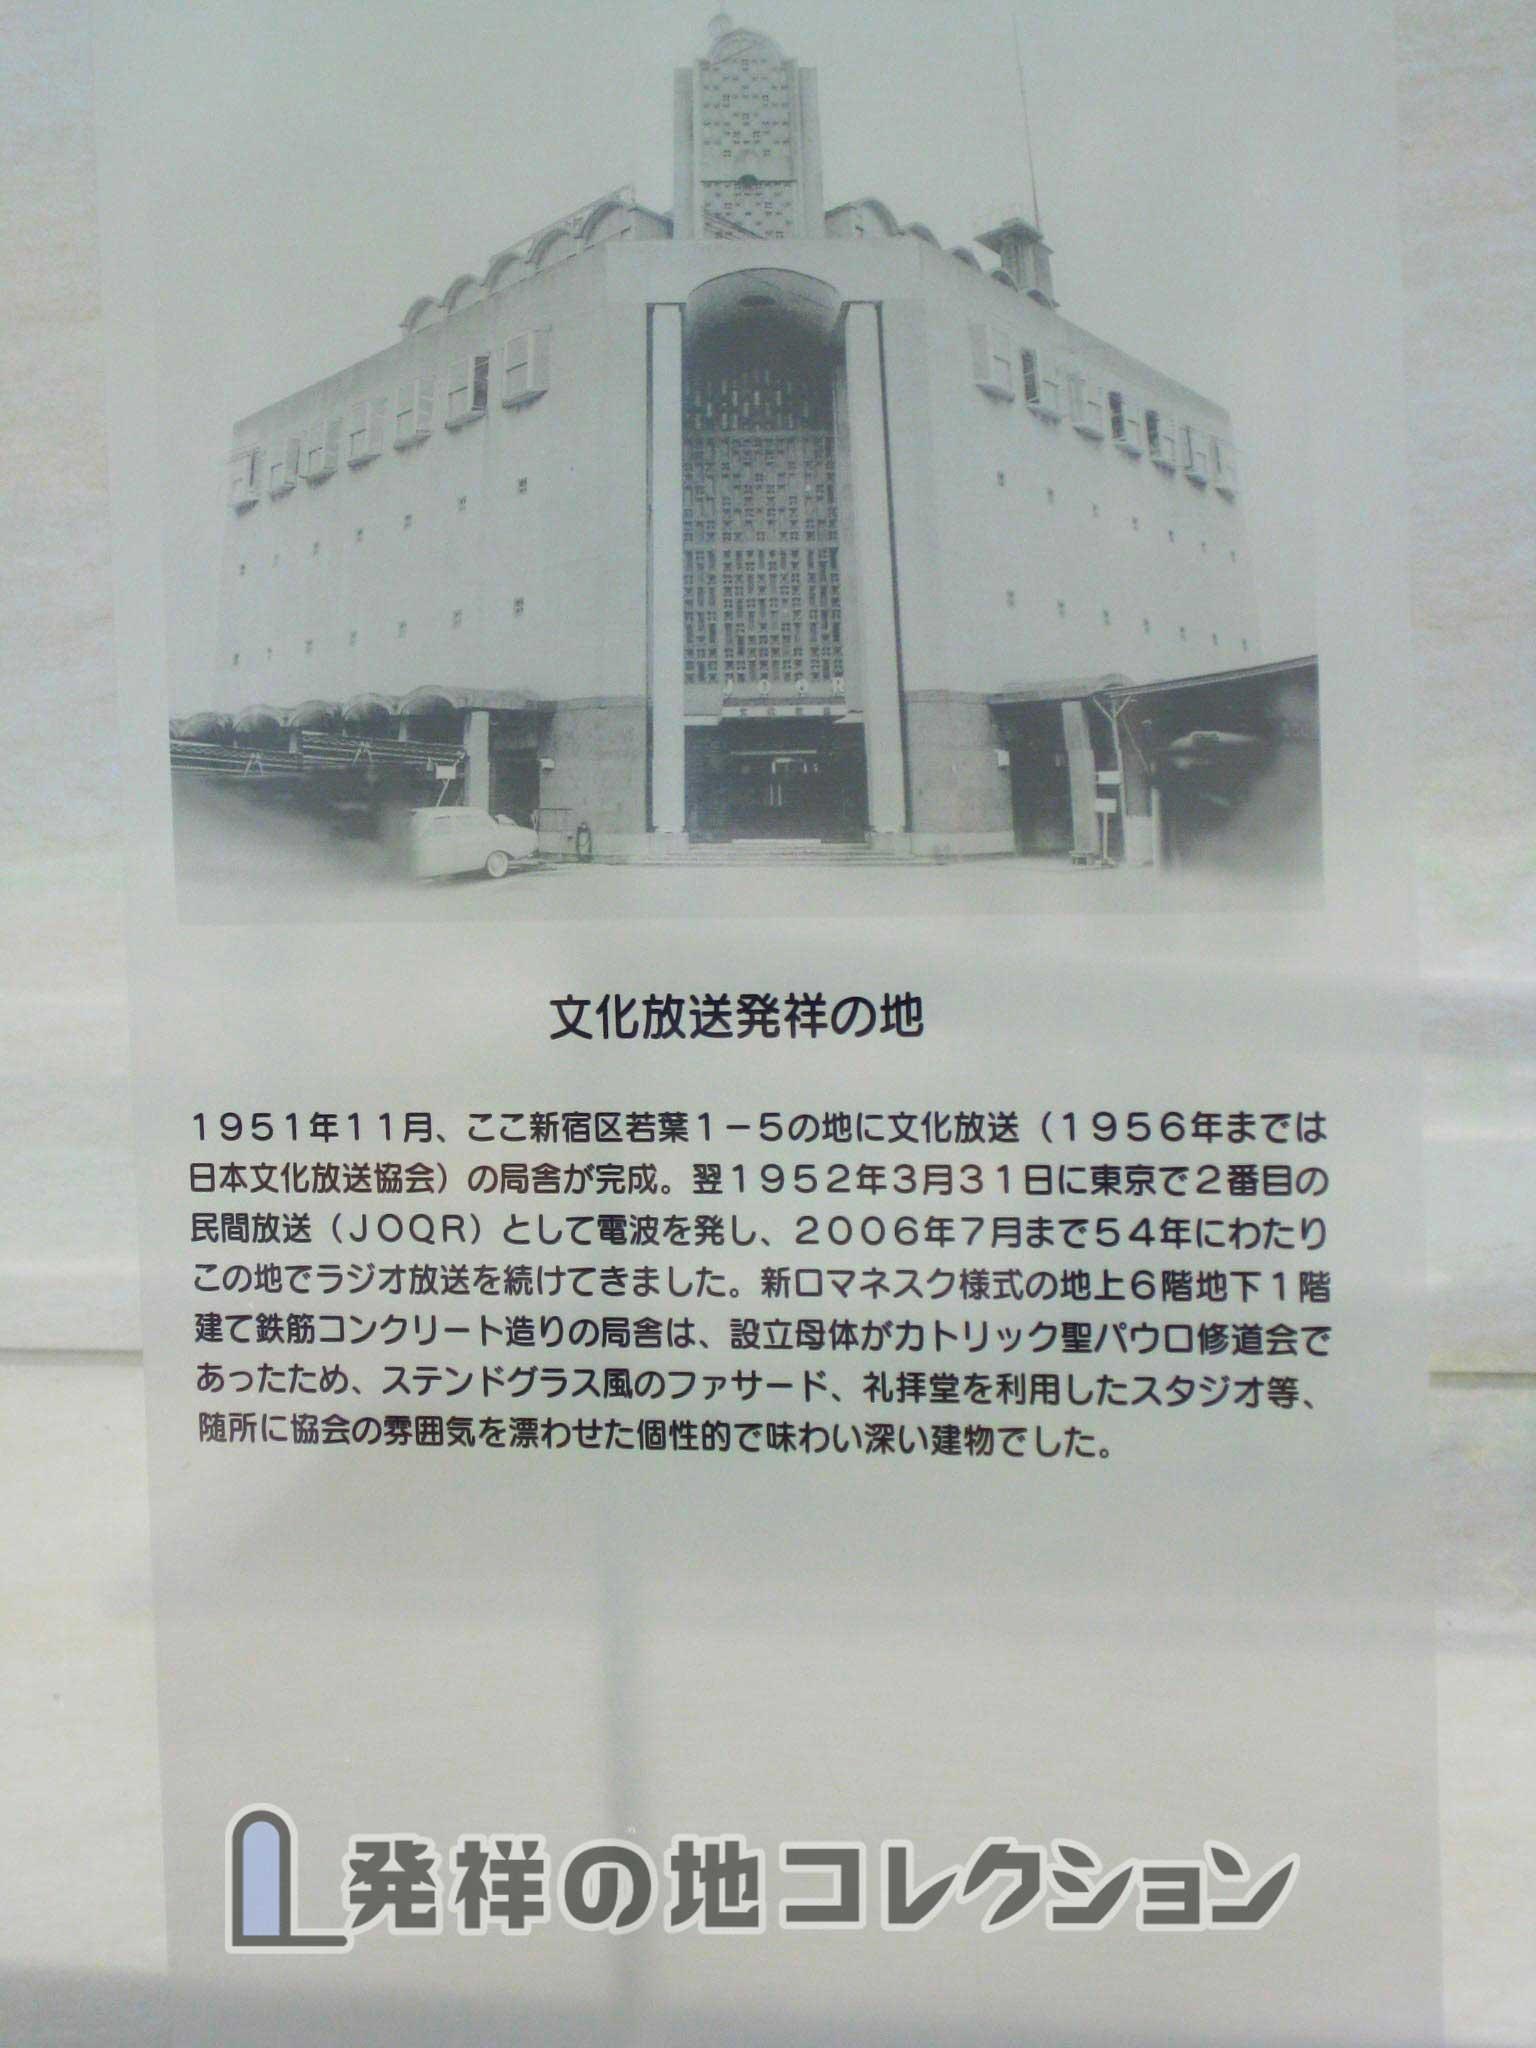 JOQR
文化放送
文化放送発祥の地
1951年11月、ここ新宿区若葉1－5の地に文化放送（1956年までは
日本文化放送協会）の局舎が完成。翌1952年3月31日に東京で2番目の
民間放送（JOQR）として電波を発し、2006年7月まで54年にわたり
この地でラジオ放送を続けてきました。新ロマネスク様式の地上6階地下1階
建て鉄筋コンクリート造りの局舎は、設立母体がカトリック聖パウロ修道会で
あったため、ステンドグラス風のファサード、礼拝堂を利用したスタジオ等、
随所に協会の雰囲気を漂わせた個性的で味わい深い建物でした。
発祥の地コレクション